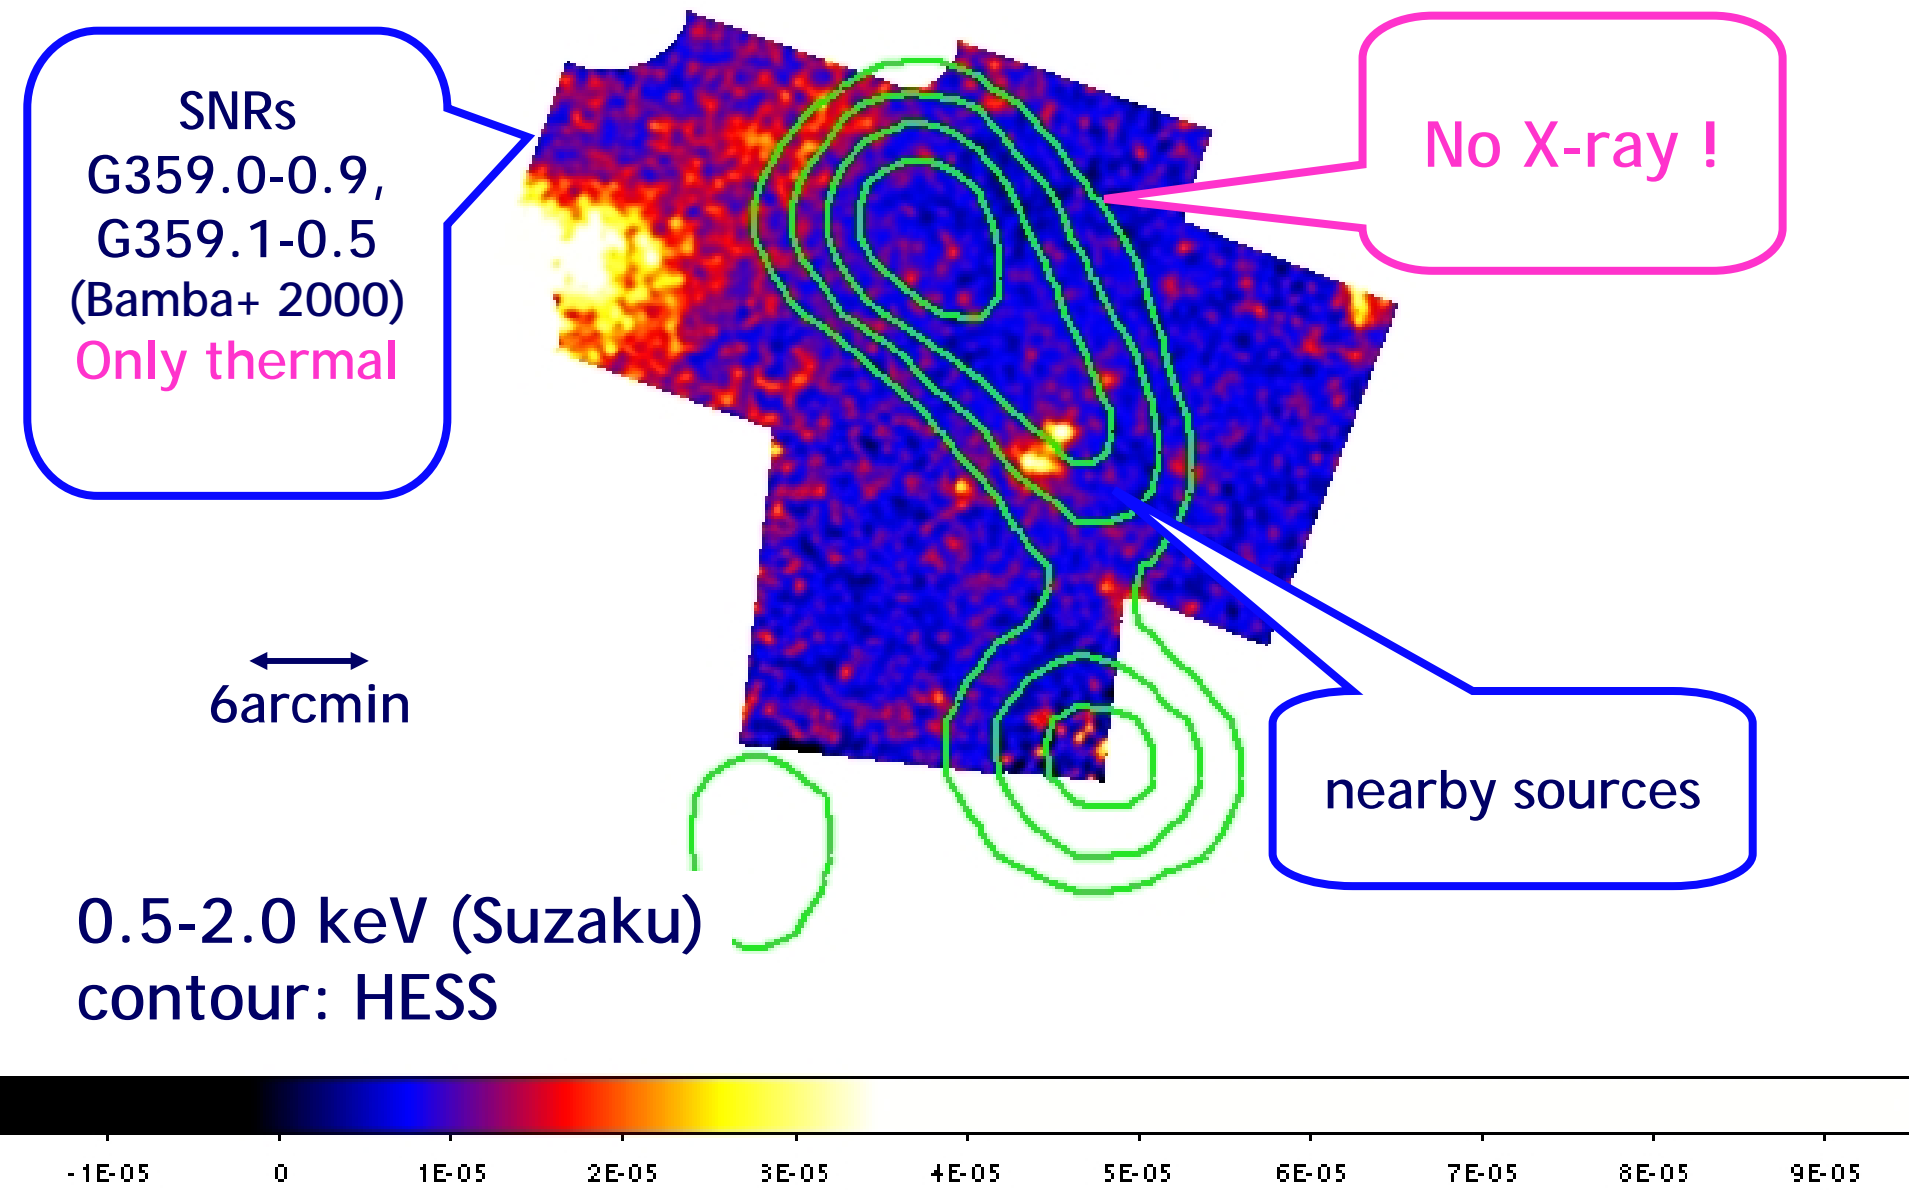 SNRs
G359.0-0.9,
G359.1-0.5
(Bamba+ 2000)
Only thermal
No X-ray !
6arcmin
nearby sources
0.5-2.0 keV (Suzaku)
contour: HESS
-1E-05 0 1E-05 2E-05 3E-05 4E-05 5E-05 6E-05 7E-05 8E-05 9E-05